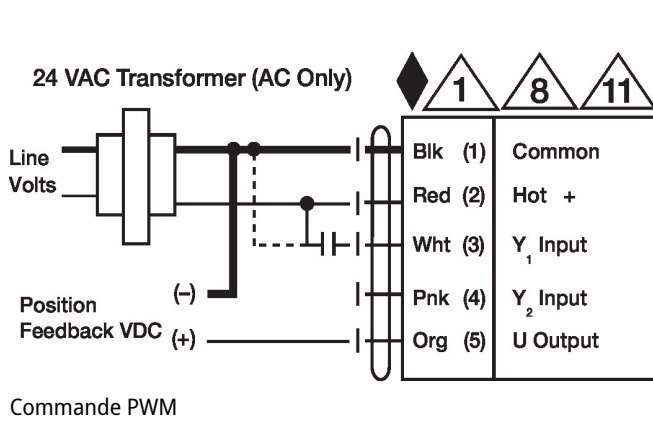 24 VAC Transformer (AC Only)
1 8 11
Line
Volts
Blk (1) Common
Red (2) Hot +
Wht (3) Y1 Input
Pnk (4) Y2 Input
Org (5) U Output
Position
Feedback VDC
(–)
(+)
Commande PWM